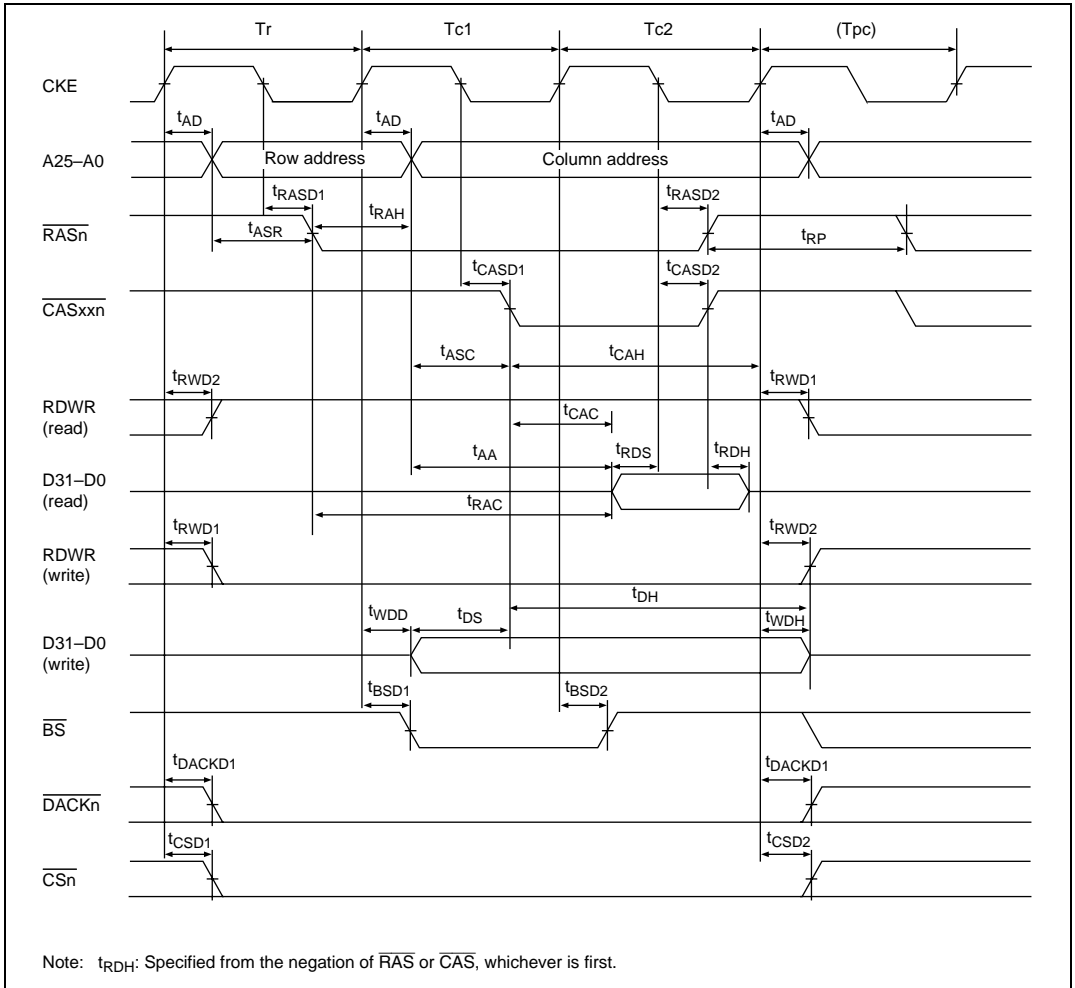 Tr Tc1 Tc2 (Tpc)
CKE
tAD tAD tAD
A25–A0 Row address Column address
tRASD1 tRAH tRASD2
RASn tASR tRP
tCASD1 tCASD2
CASxxn
tASC tCAH
tRWD2 tRWD1
RDWR
(read)
tCAC
tAA tRDS tRDH
D31–D0
(read)
tRAC
tRWD1 tRWD2
RDWR
(write)
tDH
tWDD tDS tWDH
D31–D0
(write)
tBSD1 tBSD2
BS
tDACKD1 tDACKD1
DACKn
tCSD1 tCSD2
CSn
Note: tRDH: Specified from the negation of RAS or CAS, whichever is first.